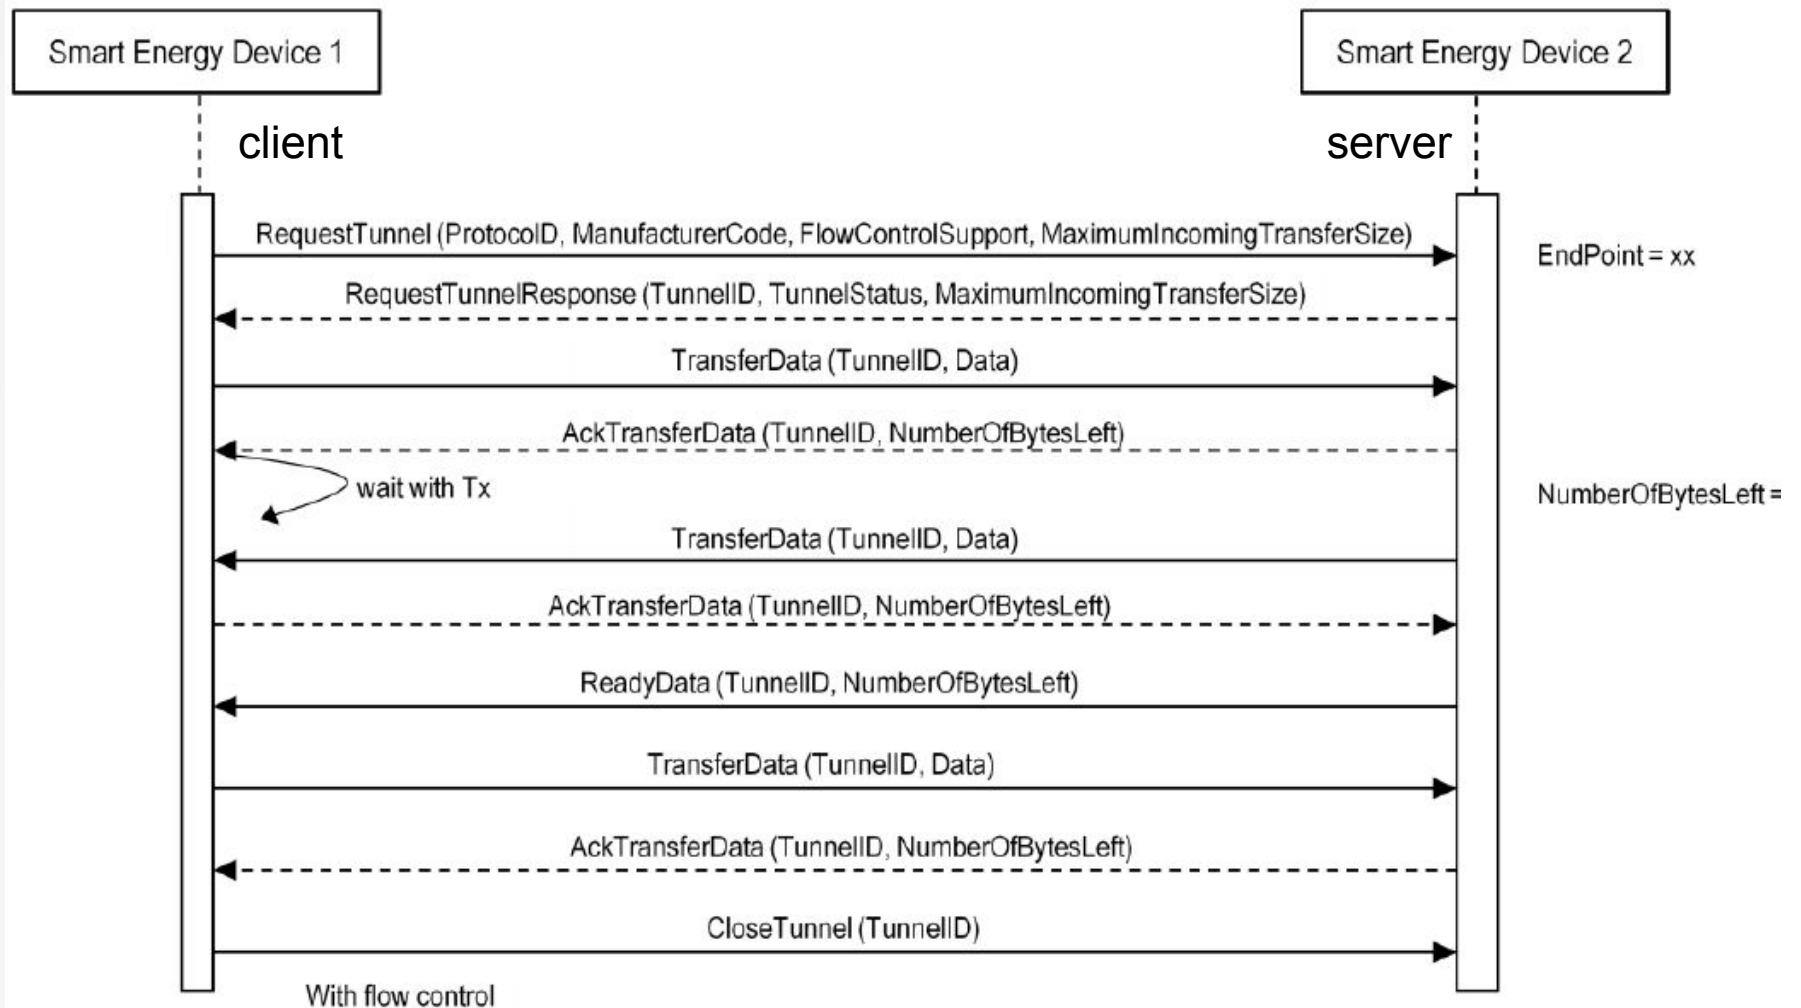 Smart Energy Device 1
Smart Energy Device 2
client
server
RequestTunnel (ProtocolD, ManufacturerCode, FlowControlSupport, MaximumIncomingTransferSize)
EndPoint = xx
RequestTunnelResponse (TunnelID, TunnelStatus, MaximumIncomingTransferSize)
TransferData (TunnelID, Data)
AckTransferData (TunnelID, NumberOfBytesLeft)
wait with Tx
NumberOfBytesLeft =
TransferData (TunnelID, Data)
AckTransferData (TunnelID, NumberOfBytesLeft)
ReadyData (TunnelID, NumberOfBytesLeft)
TransferData (TunnelID, Data)
AckTransferData (TunnelID, NumberOfBytesLeft)
CloseTunnel (TunnelID)
With flow control